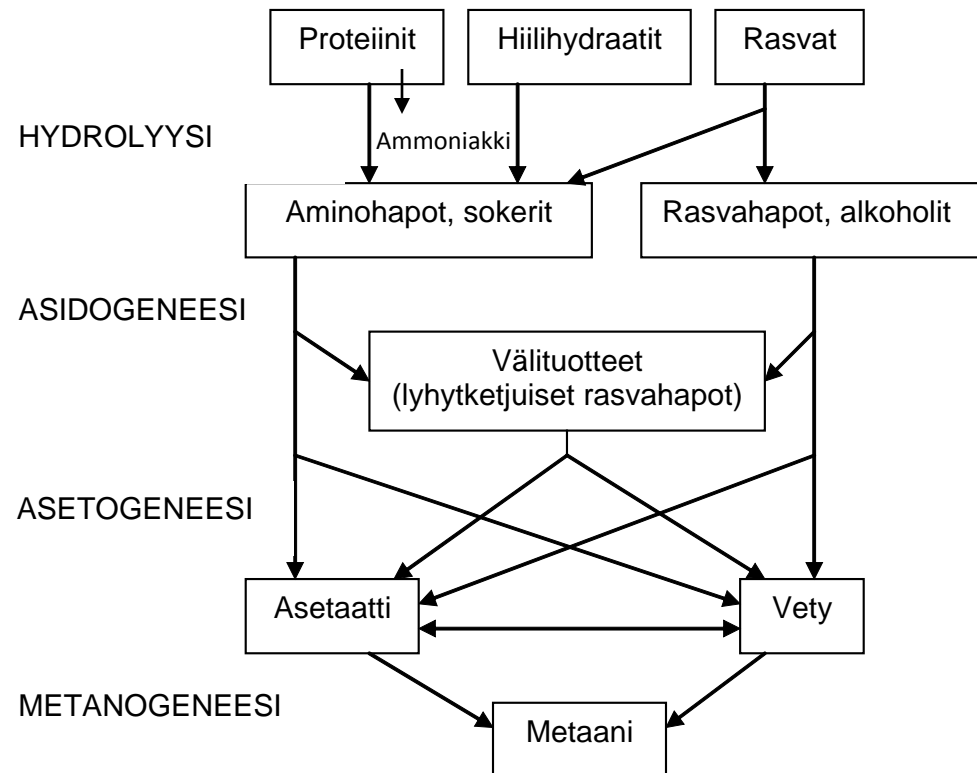 Proteiinit
Hiilihydraatit
Rasvat
HYDROLYYSI
Ammoniakki
Aminohapot, sokerit
Rasvahapot, alkoholit
ASIDOGENEESI
Välituotteet
(lyhytketjuiset rasvahapot)
ASETOGENEESI
Asetaatti
Vety
METANOGENEESI
Metaani